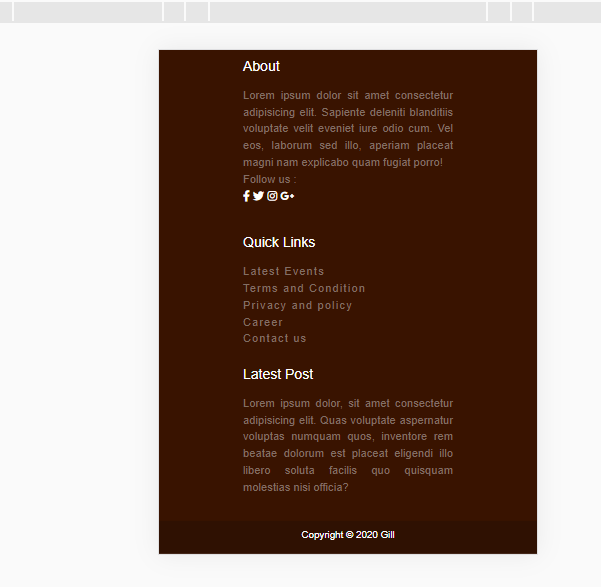 About
Lorem ipsum dolor sit amet consectetur
adipisicing elit. Sapiente deleniti blanditiis
voluptate velit eveniet iure odio cum. Vel
eos, laborum sed illo, aperiam placeat
magni nam explicabo quam fugiat porro!
Follow us :
Quick Links
Latest Events
Terms and Condition
Privacy and policy
Career
Contact us
Latest Post
Lorem ipsum dolor, sit amet consectetur
adipisicing elit. Quas voluptate aspernatur
voluptas numquam quos, inventore rem
beatae dolorum est placeat eligendi illo
libero soluta facilis quo quisquam
molestias nisi officia?
Copyright © 2020 Gill